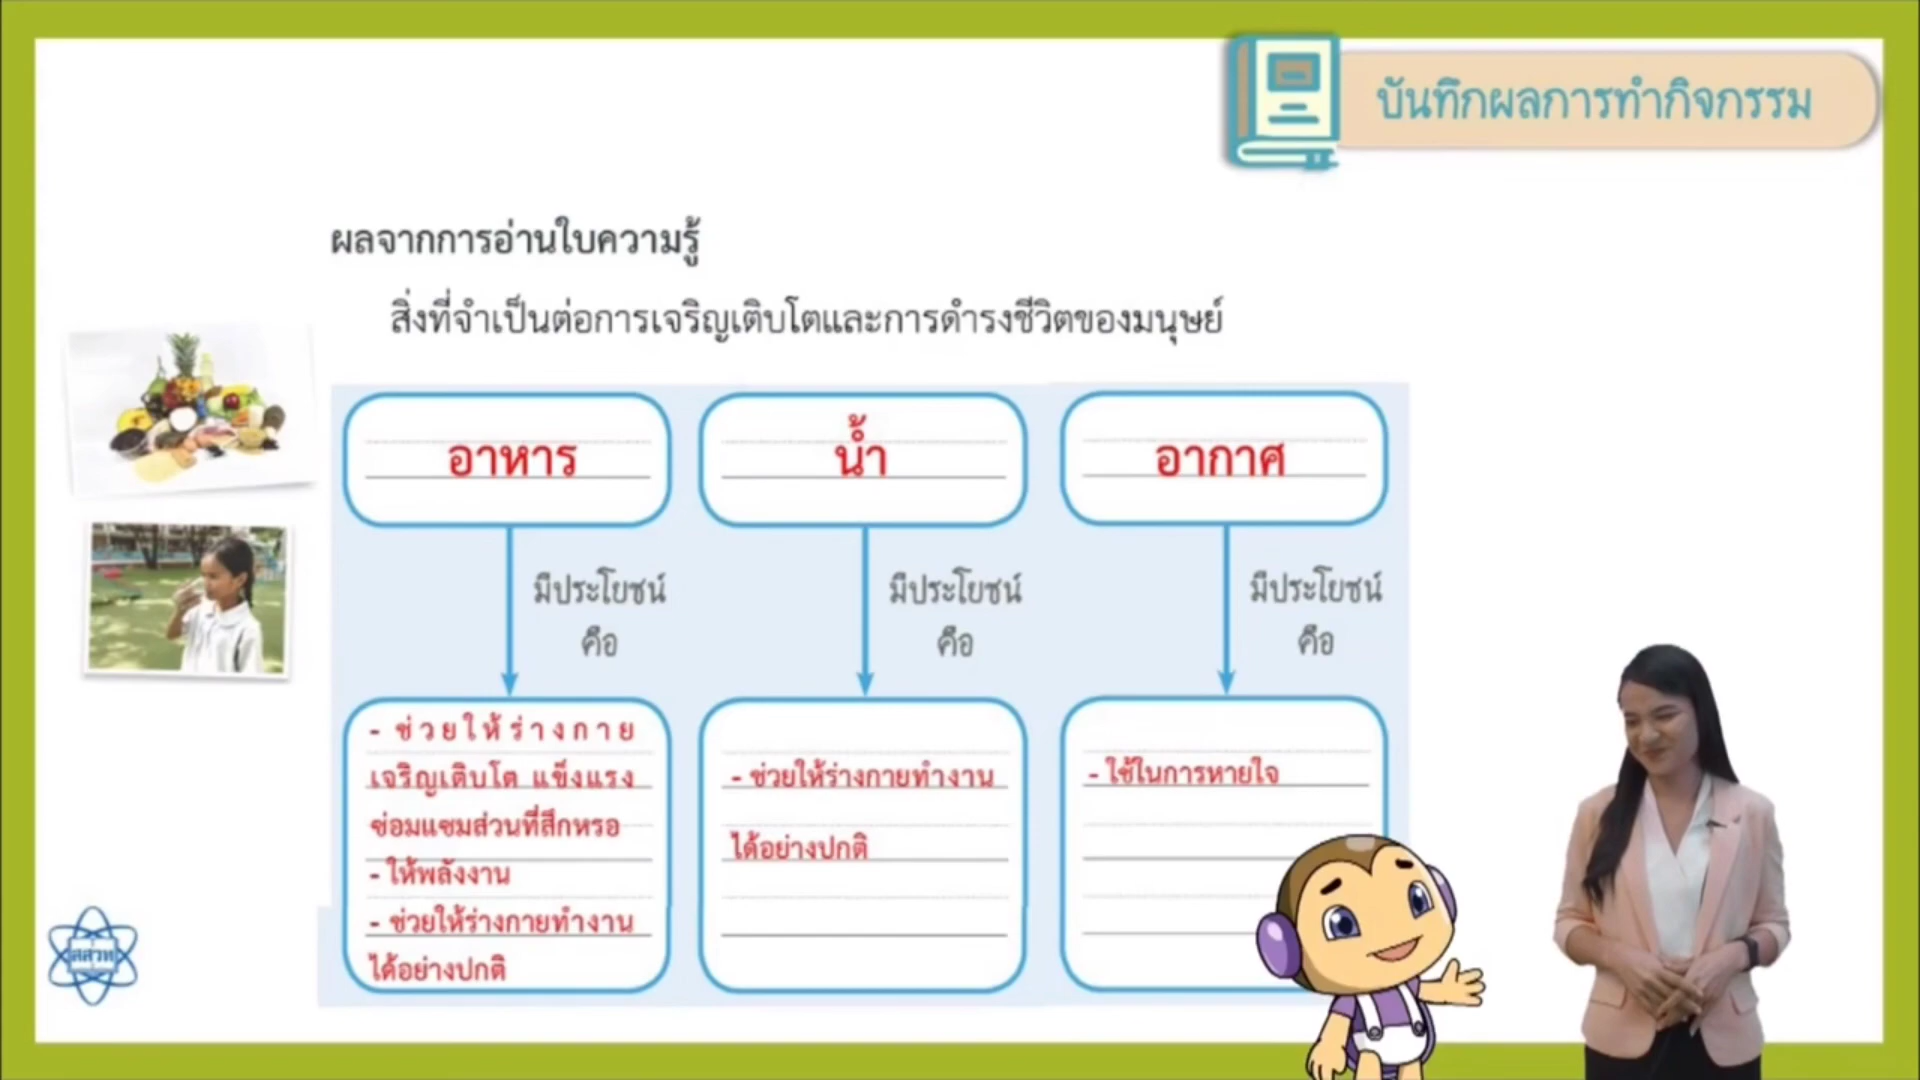 บันทึกผลการทำกิจกรรม
ผลจากการอ่านใบความรู้
สิ่งที่จำเป็นต่อการเจริญเติบโตและการดำรงชีวิตของมนุษย์
อาหาร
น้ำ
อากาศ
มีประโยชน์
คือ
มีประโยชน์
คือ
มีประโยชน์
คือ
- ช่วยให้ร่างกาย
เจริญเติบโต แข็งแรง
ซ่อมแซมส่วนที่สึกหรอ
- ให้พลังงาน
- ช่วยให้ร่างกายทำงาน
ได้อย่างปกติ
- ช่วยให้ร่างกายทำงาน
ได้อย่างปกติ
- ใช้ในการหายใจ
สสวท